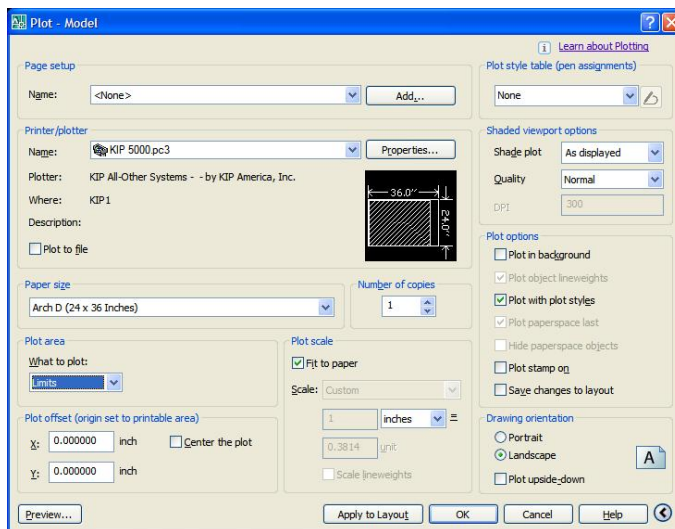 Plot - Model
Learn about Plotting
Page setup
Name: <None> Add...
Plot style table (pen assignments)
None
Printer/plotter
Name: KIP 5000.pc3 Properties...
Plotter: KIP All-Other Systems - - by KIP America, Inc.
Where: KIP1
Description:
Plot to file
36.0''
24.0''
Shaded viewport options
Shade plot As displayed
Quality Normal
DPI 300
Paper size
Arch D (24 x 36 Inches)
Number of copies
1
Plot area
What to plot:
Limits
Plot scale
Fit to paper
Scale: Custom
1 inches =
0.3814 unit
Scale lineweights
Plot offset (origin set to printable area)
X: 0.000000 inch Center the plot
Y: 0.000000 inch
Plot options
Plot in background
Plot object lineweights
Plot with plot styles
Plot paperspace last
Hide paperspace objects
Plot stamp on
Save changes to layout
Drawing orientation
Portrait
Landscape
Plot upside-down
A
Preview... Apply to Layout OK Cancel Help